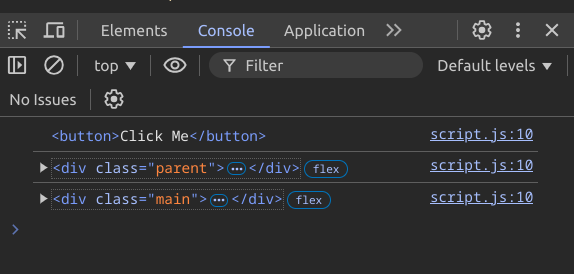 Elements Console Application
top Filter Default levels
No Issues
<button>Click Me</button> script.js:10
<div class="parent">…</div> flex script.js:10
<div class="main">…</div> flex script.js:10